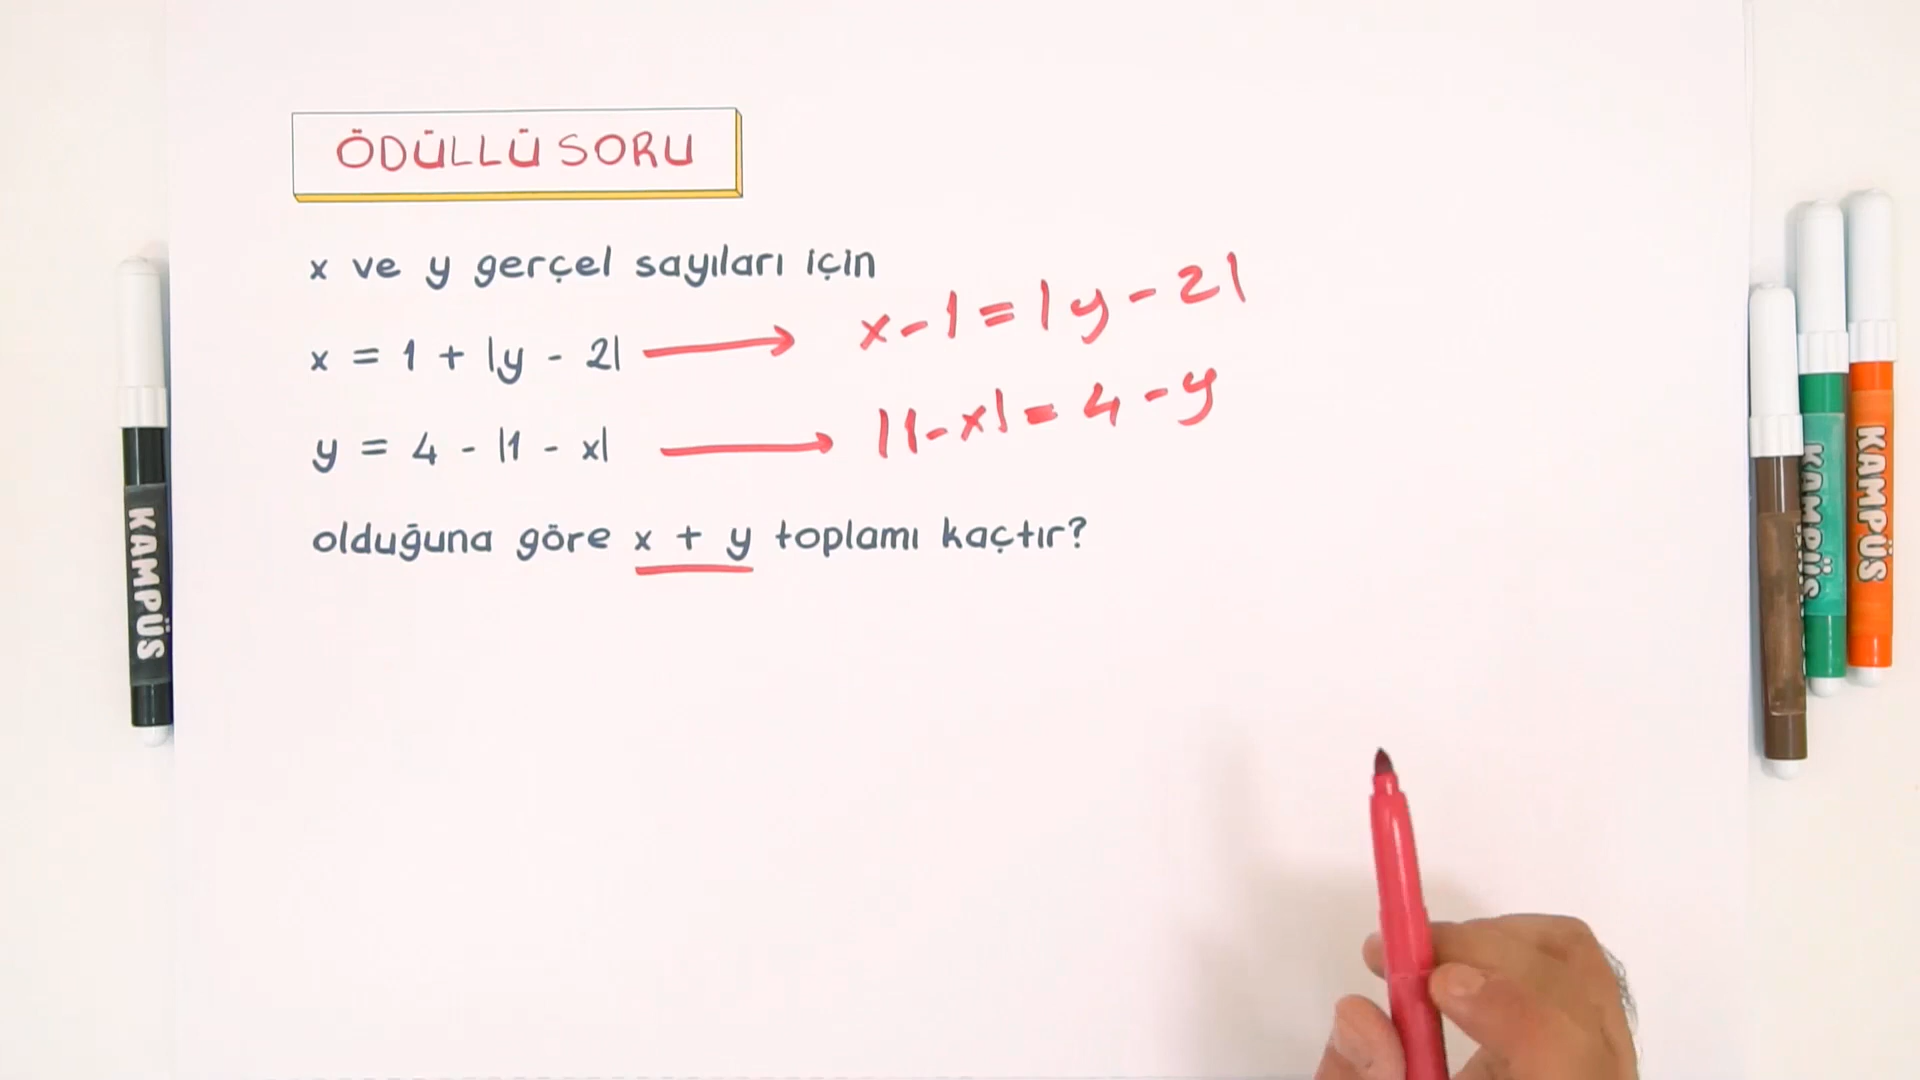 ÖDÜLLÜ SORU
x ve y gerçel sayıları için
x = 1 + |y - 2|
x - 1 = |y - 2|
y = 4 - |1 - x|
|1 - x| = 4 - y
olduğuna göre x + y toplamı kaçtır?
KAMPÜS
KAMPÜS
KAMPÜS